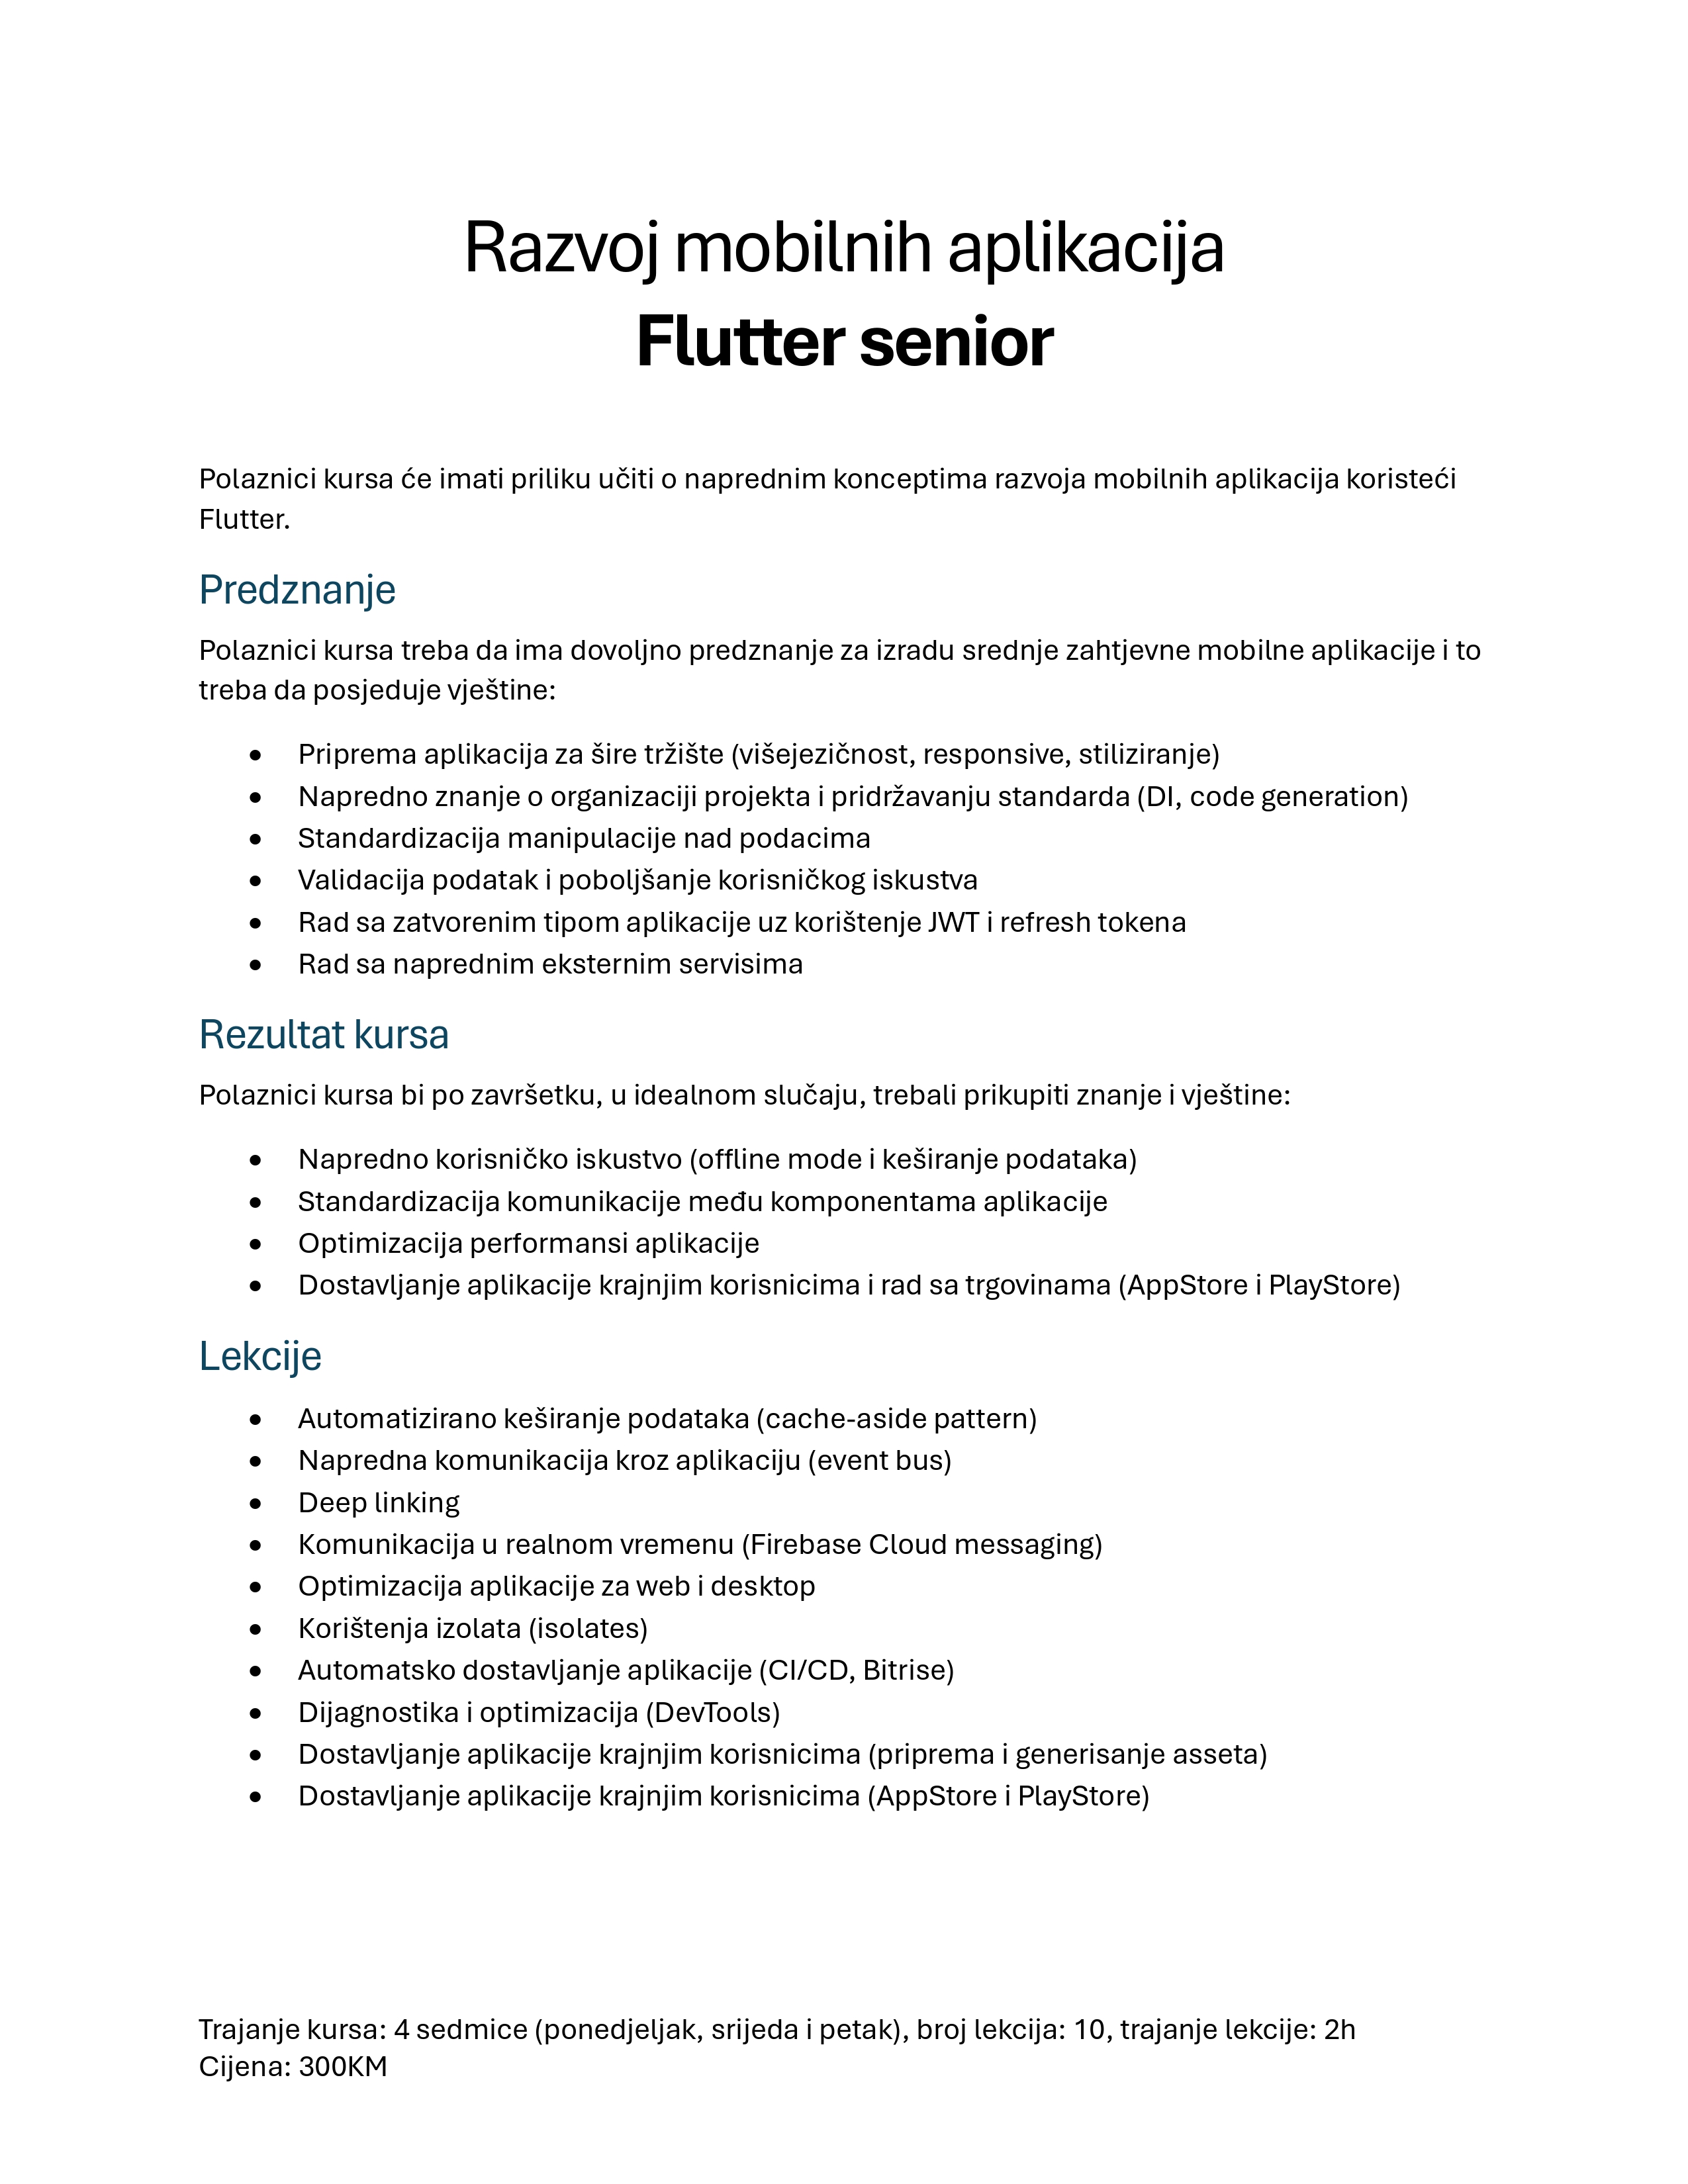 Razvoj mobilnih aplikacija
Flutter senior
Polaznici kursa će imati priliku učiti o naprednim konceptima razvoja mobilnih aplikacija koristeći
Flutter.
Predznanje
Polaznici kursa treba da ima dovoljno predznanje za izradu srednje zahtjevne mobilne aplikacije i to
treba da posjeduje vještine:
• Priprema aplikacija za šire tržište (višejezičnost, responsive, stiliziranje)
• Napredno znanje o organizaciji projekta i pridržavanju standarda (DI, code generation)
• Standardizacija manipulacije nad podacima
• Validacija podatak i poboljšanje korisničkog iskustva
• Rad sa zatvorenim tipom aplikacije uz korištenje JWT i refresh tokena
• Rad sa naprednim eksternim servisima
Rezultat kursa
Polaznici kursa bi po završetku, u idealnom slučaju, trebali prikupiti znanje i vještine:
• Napredno korisničko iskustvo (offline mode i keširanje podataka)
• Standardizacija komunikacije među komponentama aplikacije
• Optimizacija performansi aplikacije
• Dostavljanje aplikacije krajnjim korisnicima i rad sa trgovinama (AppStore i PlayStore)
Lekcije
• Automatizirano keširanje podataka (cache-aside pattern)
• Napredna komunikacija kroz aplikaciju (event bus)
• Deep linking
• Komunikacija u realnom vremenu (Firebase Cloud messaging)
• Optimizacija aplikacije za web i desktop
• Korištenja izolata (isolates)
• Automatsko dostavljanje aplikacije (CI/CD, Bitrise)
• Dijagnostika i optimizacija (DevTools)
• Dostavljanje aplikacije krajnjim korisnicima (priprema i generisanje asseta)
• Dostavljanje aplikacije krajnjim korisnicima (AppStore i PlayStore)
Trajanje kursa: 4 sedmice (ponedjeljak, srijeda i petak), broj lekcija: 10, trajanje lekcije: 2h
Cijena: 300KM